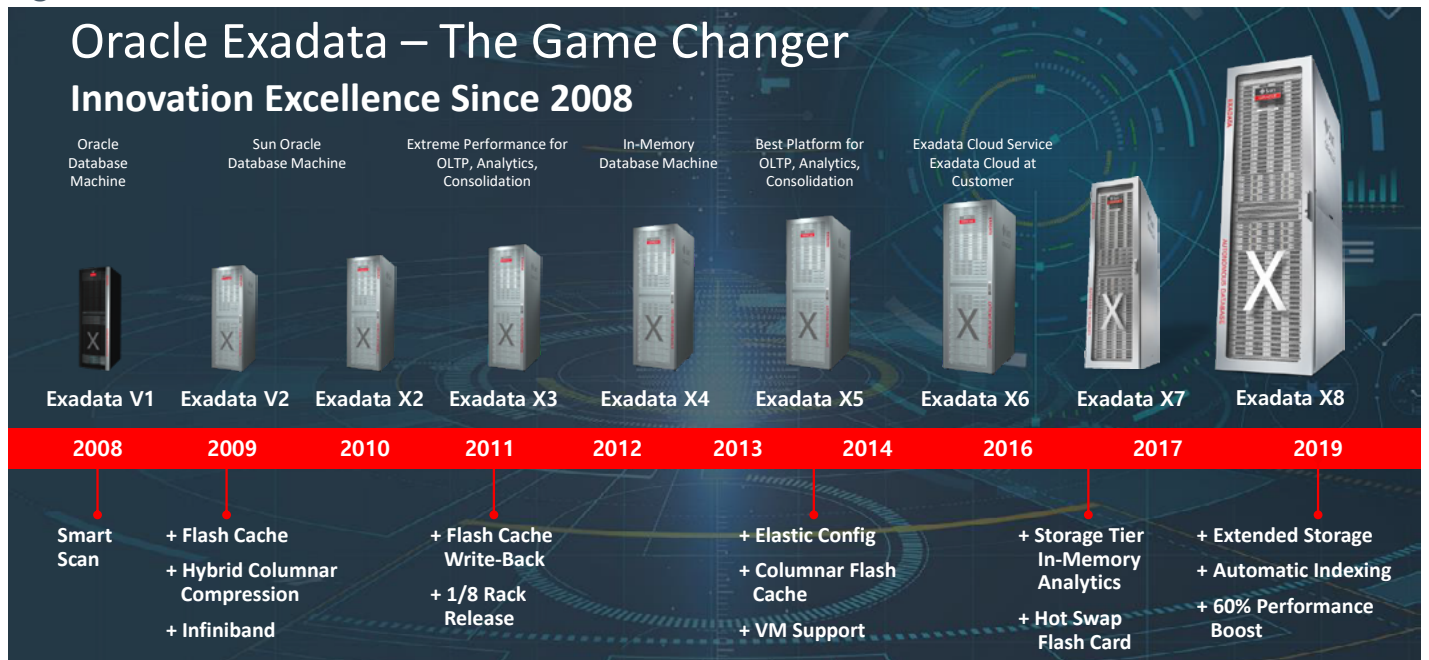 Oracle Exadata – The Game Changer
Innovation Excellence Since 2008
Oracle
Database
Machine
Sun Oracle
Database Machine
Extreme Performance for
OLTP, Analytics,
Consolidation
In-Memory
Database Machine
Best Platform for
OLTP, Analytics,
Consolidation
Exadata Cloud Service
Exadata Cloud at
Customer
EXADATA
AUTONOMOUS DATABASE
X
X
X
X
X
X
X
X
X
Exadata V1
Exadata V2
Exadata X2
Exadata X3
Exadata X4
Exadata X5
Exadata X6
Exadata X7
Exadata X8
2008
2009
2010
2011
2012
2013
2014
2016
2017
2019
Smart
Scan
+ Flash Cache
+ Hybrid Columnar
Compression
+ Infiniband
+ Flash Cache
Write-Back
+ 1/8 Rack
Release
+ Elastic Config
+ Columnar Flash
Cache
+ VM Support
+ Storage Tier
In-Memory
Analytics
+ Hot Swap
Flash Card
+ Extended Storage
+ Automatic Indexing
+ 60% Performance
Boost